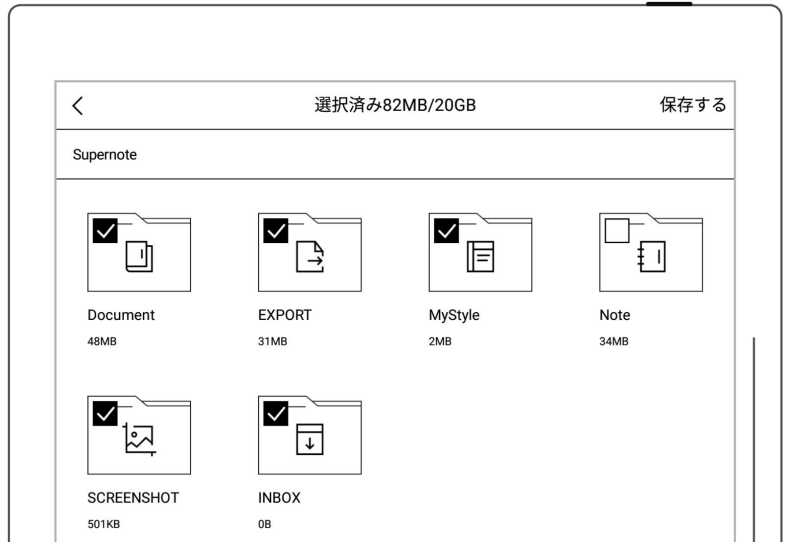 選択済み82MB/20GB 保存する
Supernote
Document EXPORT MyStyle Note
48MB 31MB 2MB 34MB
SCREENSHOT INBOX
501KB 0B